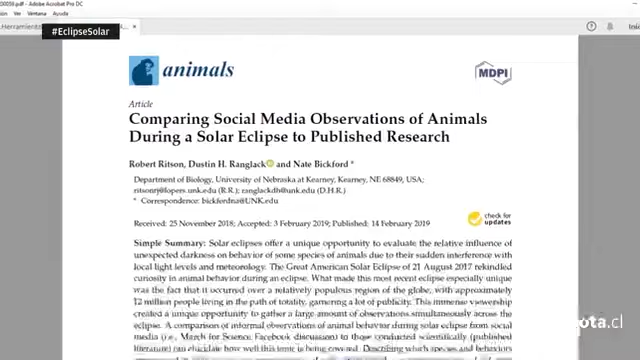 00059.pdf - Adobe Acrobat Pro DC
Ver Ventana Ayuda
Herramientas
#EclipseSolar
animals
MDPI
Article
Comparing Social Media Observations of Animals
During a Solar Eclipse to Published Research
Robert Ritson, Dustin H. Ranglack and Nate Bickford *
Department of Biology, University of Nebraska at Kearney, Kearney, NE 68849, USA;
ritsonrj@lopers.unk.edu (R.R.); ranglackdh@unk.edu (D.H.R.)
* Correspondence: bickfordna@UNK.edu
Received: 25 November 2018; Accepted: 3 February 2019; Published: 14 February 2019
check for
updates
Simple Summary: Solar eclipses offer a unique opportunity to evaluate the relative influence of
unexpected darkness on behavior of some species of animals due to their sudden interference with
local light levels and meteorology. The Great American Solar Eclipse of 21 August 2017 rekindled
curiosity in animal behavior during an eclipse. What made this most recent eclipse especially unique
was the fact that it occurred over a relatively populous region of the globe, with approximately
12 million people living in the path of totality, garnering a lot of publicity. This immense viewership
created a unique opportunity to gather a large amount of observations simultaneously across the
eclipse. A comparison of informal observations of animal behavior during solar eclipse from social
media (i.e., March for Science, Facebook discussion) to those conducted scientifically (published
literature) can elucidate how well this topic is being covered. Describing which species and behaviors
ota.cl